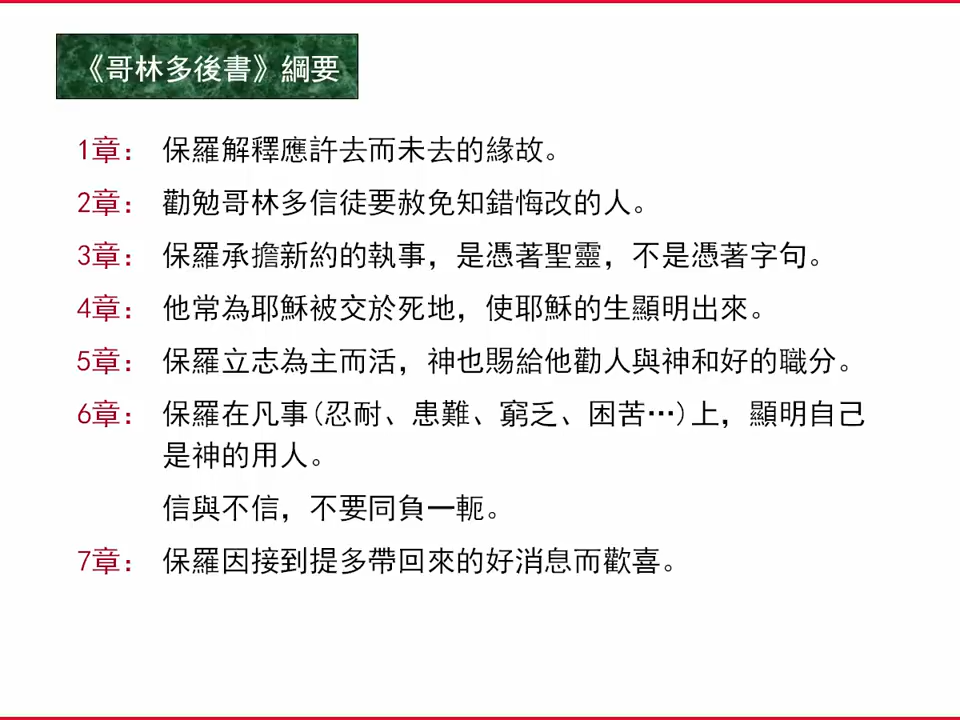 《哥林多後書》綱要
1章： 保羅解釋應許去而未去的緣故。
2章： 勸勉哥林多信徒要赦免知錯悔改的人。
3章： 保羅承擔新約的執事，是憑著聖靈，不是憑著字句。
4章： 他常為耶穌被交於死地，使耶穌的生顯明出來。
5章： 保羅立志為主而活，神也賜給他勸人與神和好的職分。
6章： 保羅在凡事(忍耐、患難、窮乏、困苦…)上，顯明自己
是神的用人。
信與不信，不要同負一軛。
7章： 保羅因接到提多帶回來的好消息而歡喜。